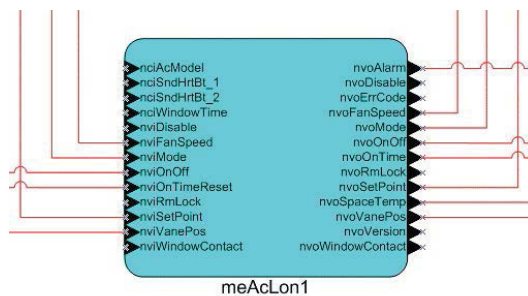 nciAcModel
nciSndHrtBt_1
nciSndHrtBt_2
nciWindowTime
nviDisable
nviFanSpeed
nviMode
nviOnOff
nviOnTimeReset
nviRmLock
nviSetPoint
nviVanePos
nviWindowContact
nvoAlarm
nvoDisable
nvoErrCode
nvoFanSpeed
nvoMode
nvoOnOff
nvoOnTime
nvoRmLock
nvoSetPoint
nvoSpaceTemp
nvoVanePos
nvoVersion
nvoWindowContact
meAcLon1